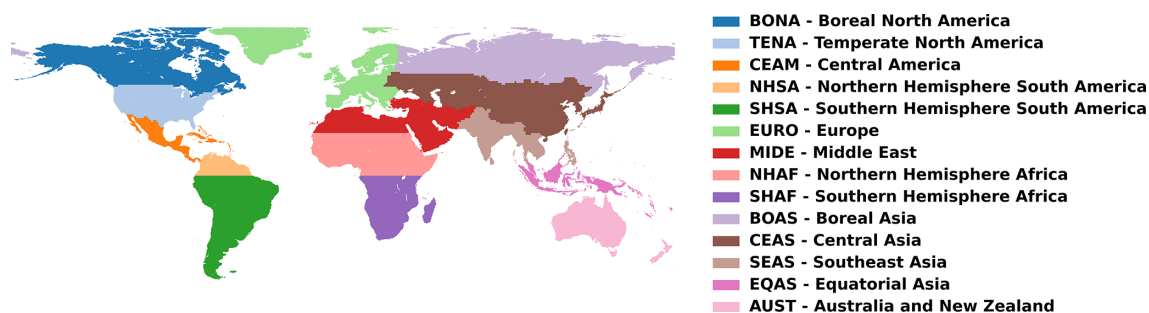 BONA - Boreal North America
TENA - Temperate North America
CEAM - Central America
NHSA - Northern Hemisphere South America
SHSA - Southern Hemisphere South America
EURO - Europe
MIDE - Middle East
NHAF - Northern Hemisphere Africa
SHAF - Southern Hemisphere Africa
BOAS - Boreal Asia
CEAS - Central Asia
SEAS - Southeast Asia
EQAS - Equatorial Asia
AUST - Australia and New Zealand